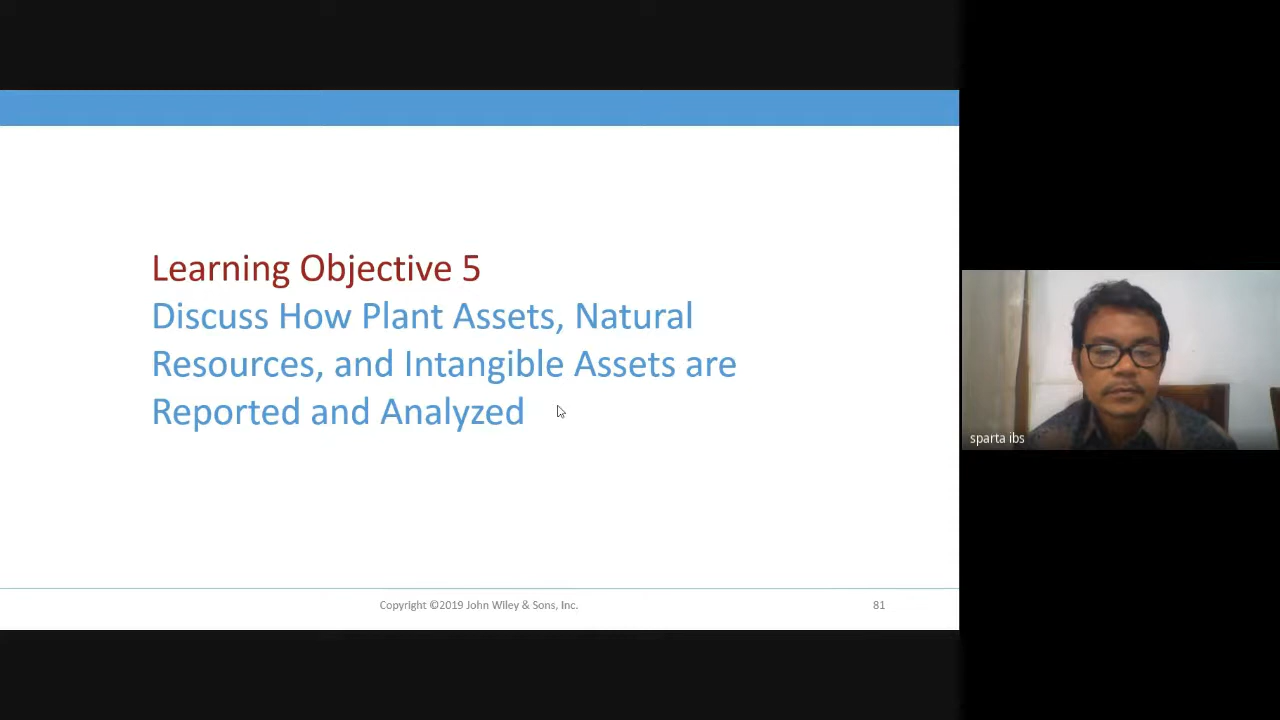 Learning Objective 5
Discuss How Plant Assets, Natural
Resources, and Intangible Assets are
Reported and Analyzed
sparta ibs
Copyright ©2019 John Wiley & Sons, Inc.
81